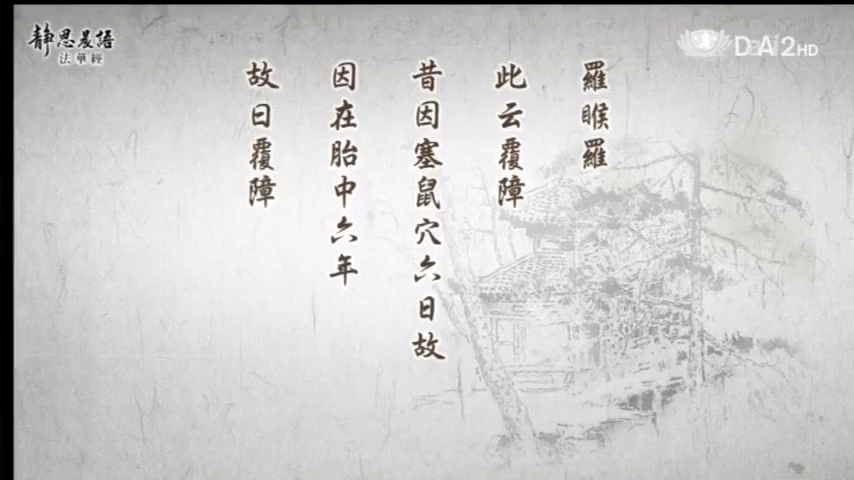 靜思晨語
法華經
DaAi2HD
羅睺羅
此云覆障
昔因塞鼠穴六日故
因在胎中六年
故曰覆障